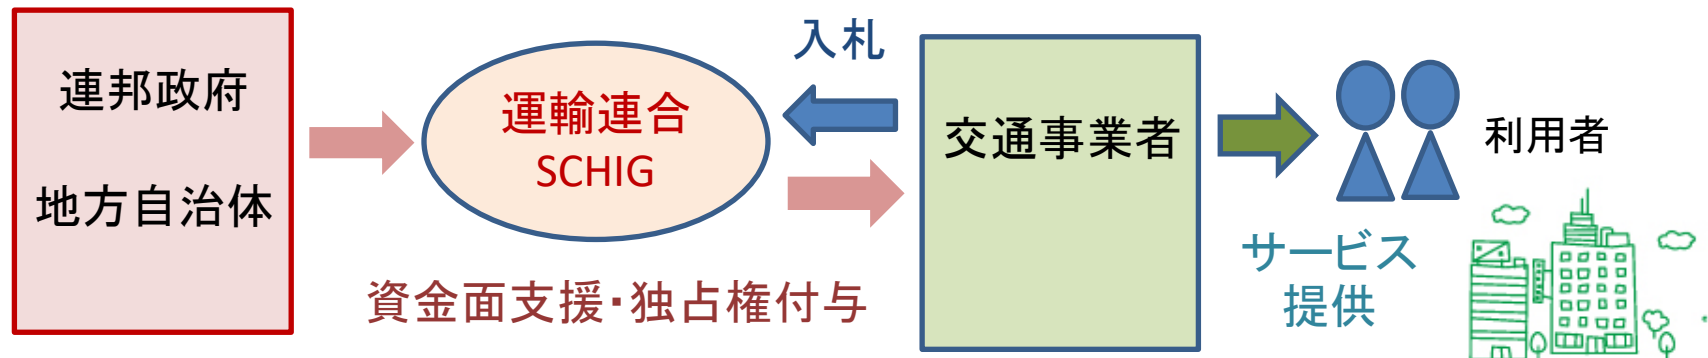 連邦政府
地方自治体
運輸連合
SCHIG
資金面支援・独占権付与
入札
交通事業者
サービス
提供
利用者